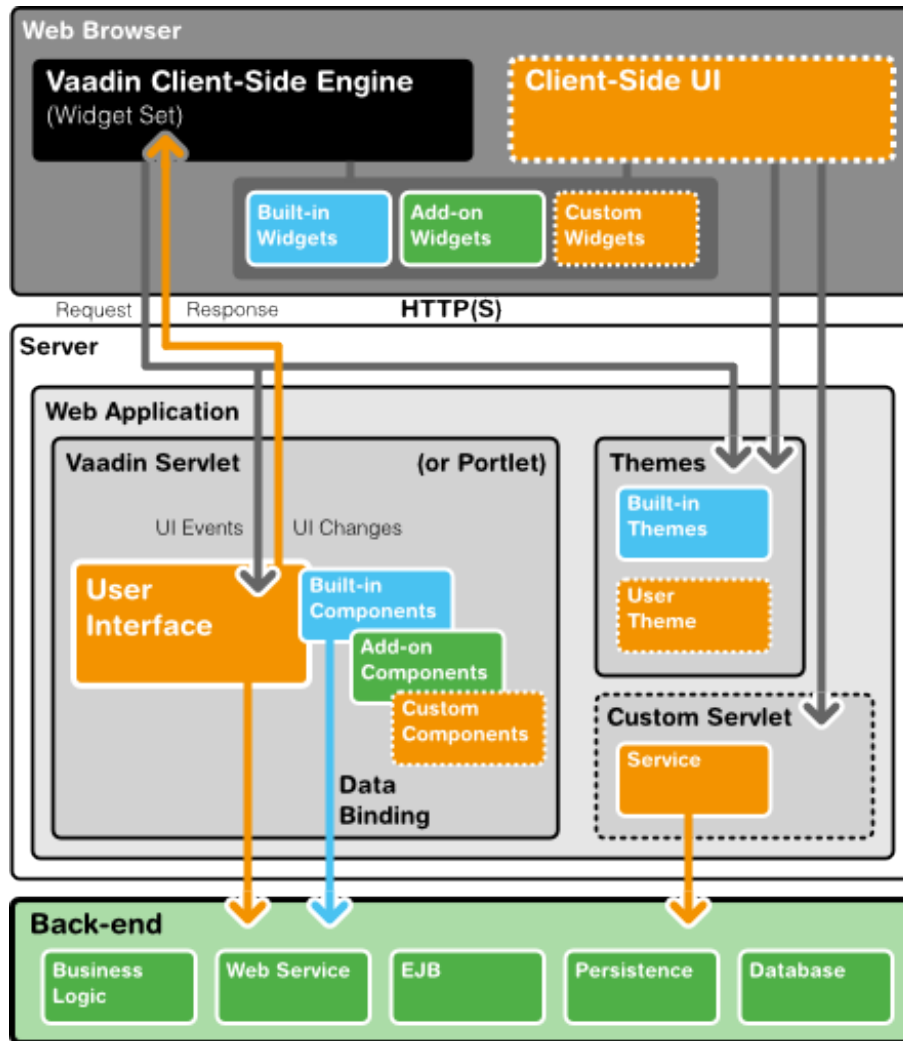 Web Browser
Vaadin Client-Side Engine
(Widget Set)
Client-Side UI
Built-in
Widgets
Add-on
Widgets
Custom
Widgets
Request
Response
HTTP(S)
Server
Web Application
Vaadin Servlet
(or Portlet)
UI Events
UI Changes
User
Interface
Built-in
Components
Add-on
Components
Custom
Components
Data
Binding
Themes
Built-in
Themes
User
Theme
Custom Servlet
Service
Back-end
Business
Logic
Web Service
EJB
Persistence
Database